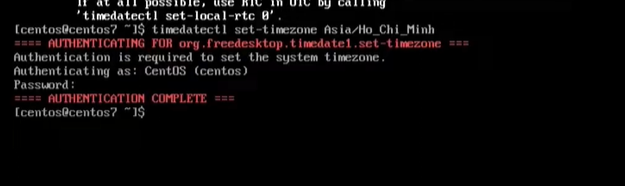 If at all possible, use RTC in UTC by calling
'timedatectl set-local-rtc 0'.
[centos@centos7 ~]$ timedatectl set-timezone Asia/Ho_Chi_Minh
==== AUTHENTICATING FOR org.freedesktop.timedate1.set-timezone ===
Authentication is required to set the system timezone.
Authenticating as: CentOS (centos)
Password:
==== AUTHENTICATION COMPLETE ===
[centos@centos7 ~]$